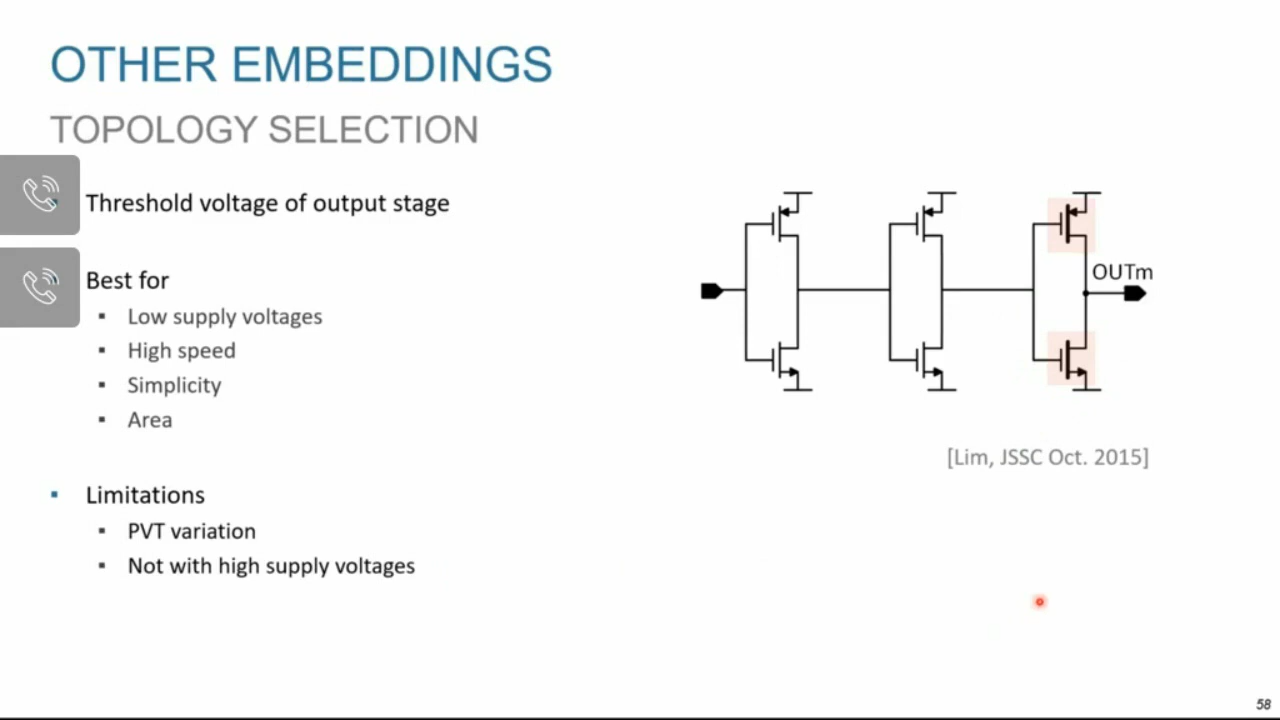 OTHER EMBEDDINGS
TOPOLOGY SELECTION
Threshold voltage of output stage
Best for
Low supply voltages
High speed
Simplicity
Area
Limitations
PVT variation
Not with high supply voltages
OUTm
[Lim, JSSC Oct. 2015]
58